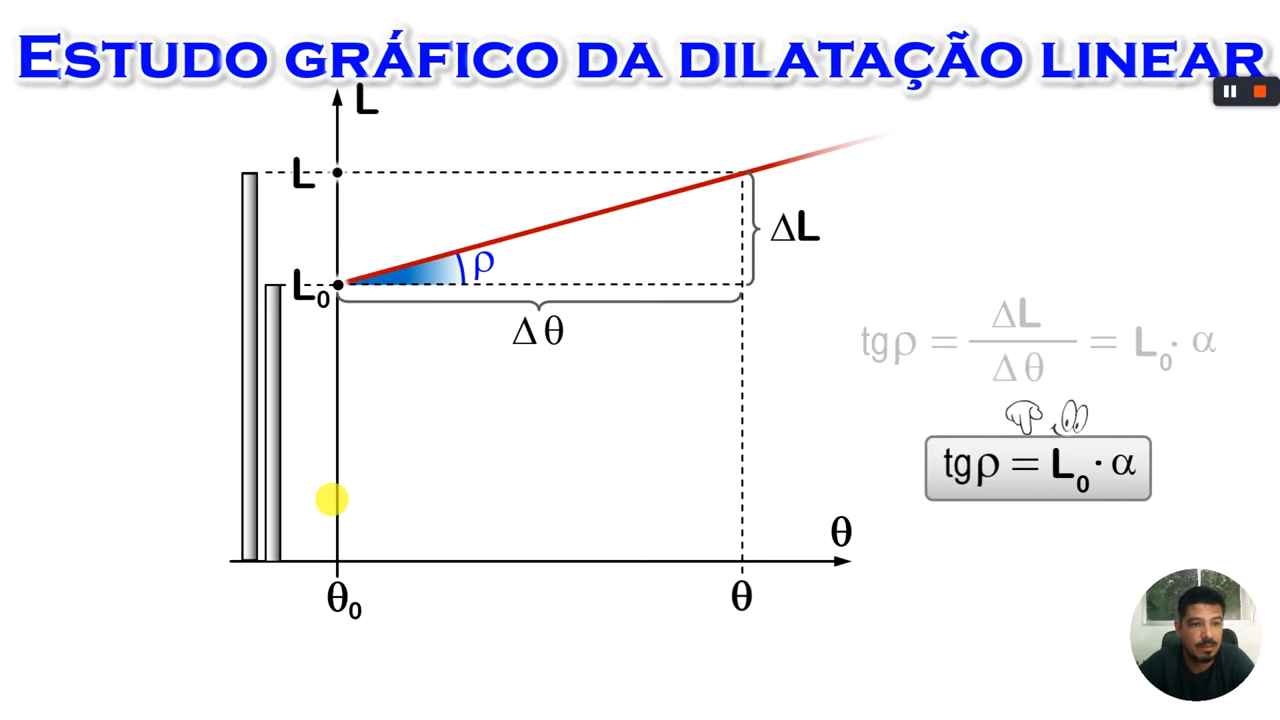 ESTUDO GRÁFICO DA DILATAÇÃO LINEAR
L
L
ΔL
ρ
L₀
Δθ
tgρ = ΔL / Δθ = L₀ · α
tgρ = L₀ · α
θ
θ₀
θ